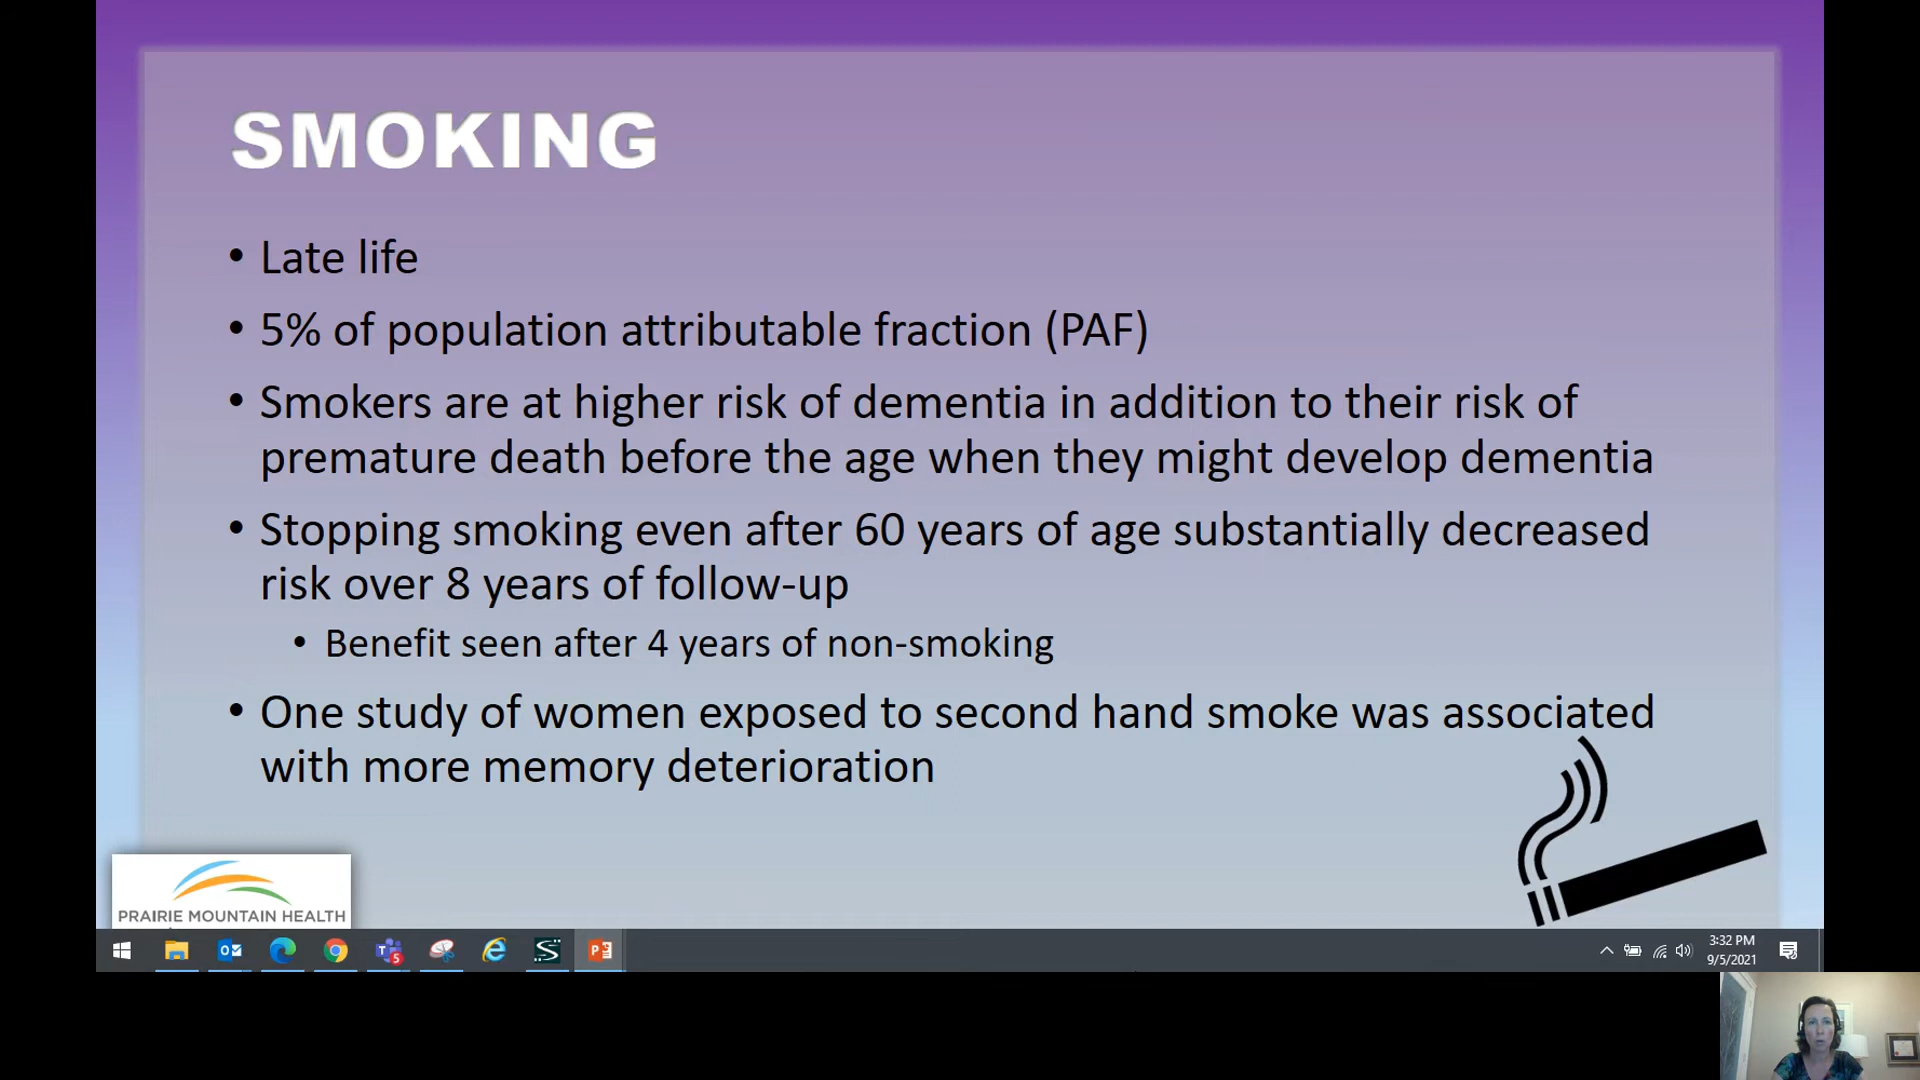 SMOKING
• Late life
• 5% of population attributable fraction (PAF)
• Smokers are at higher risk of dementia in addition to their risk of
premature death before the age when they might develop dementia
• Stopping smoking even after 60 years of age substantially decreased
risk over 8 years of follow-up
• Benefit seen after 4 years of non-smoking
• One study of women exposed to second hand smoke was associated
with more memory deterioration
PRAIRIE MOUNTAIN HEALTH
5
3:32 PM
9/5/2021